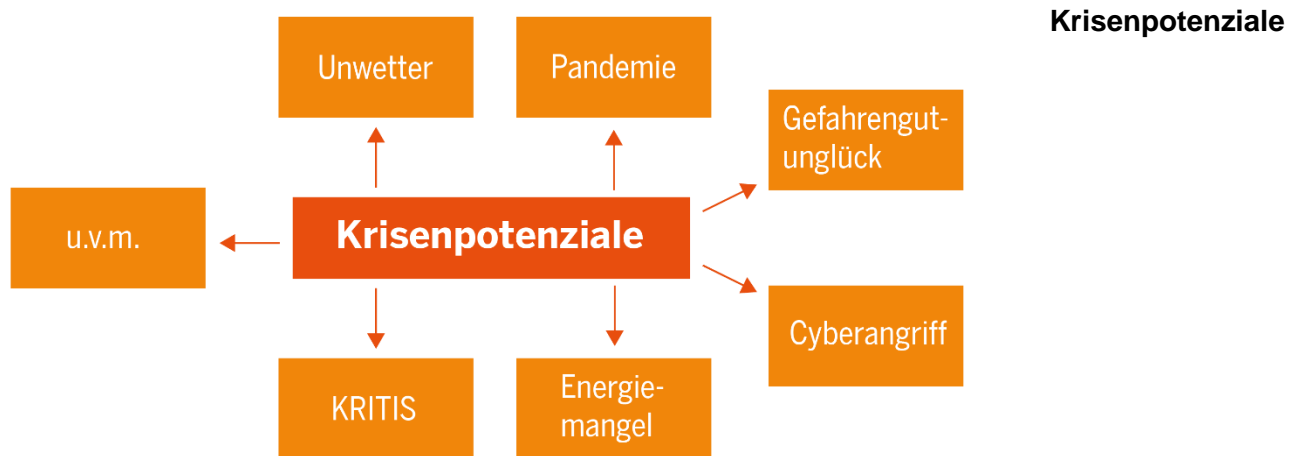 Krisenpotenziale
Unwetter
Pandemie
Gefahrengut-
unglück
u.v.m.
Krisenpotenziale
Cyberangriff
KRITIS
Energie-
mangel